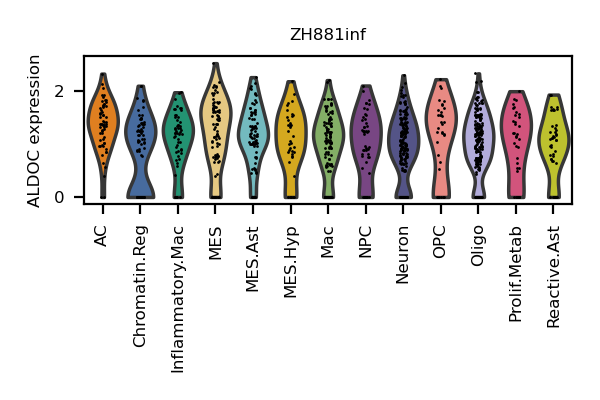 ZH881inf
ALDOC expression
2
0
AC
Chromatin.Reg
Inflammatory.Mac
MES
MES.Ast
MES.Hyp
Mac
NPC
Neuron
OPC
Oligo
Prolif.Metab
Reactive.Ast